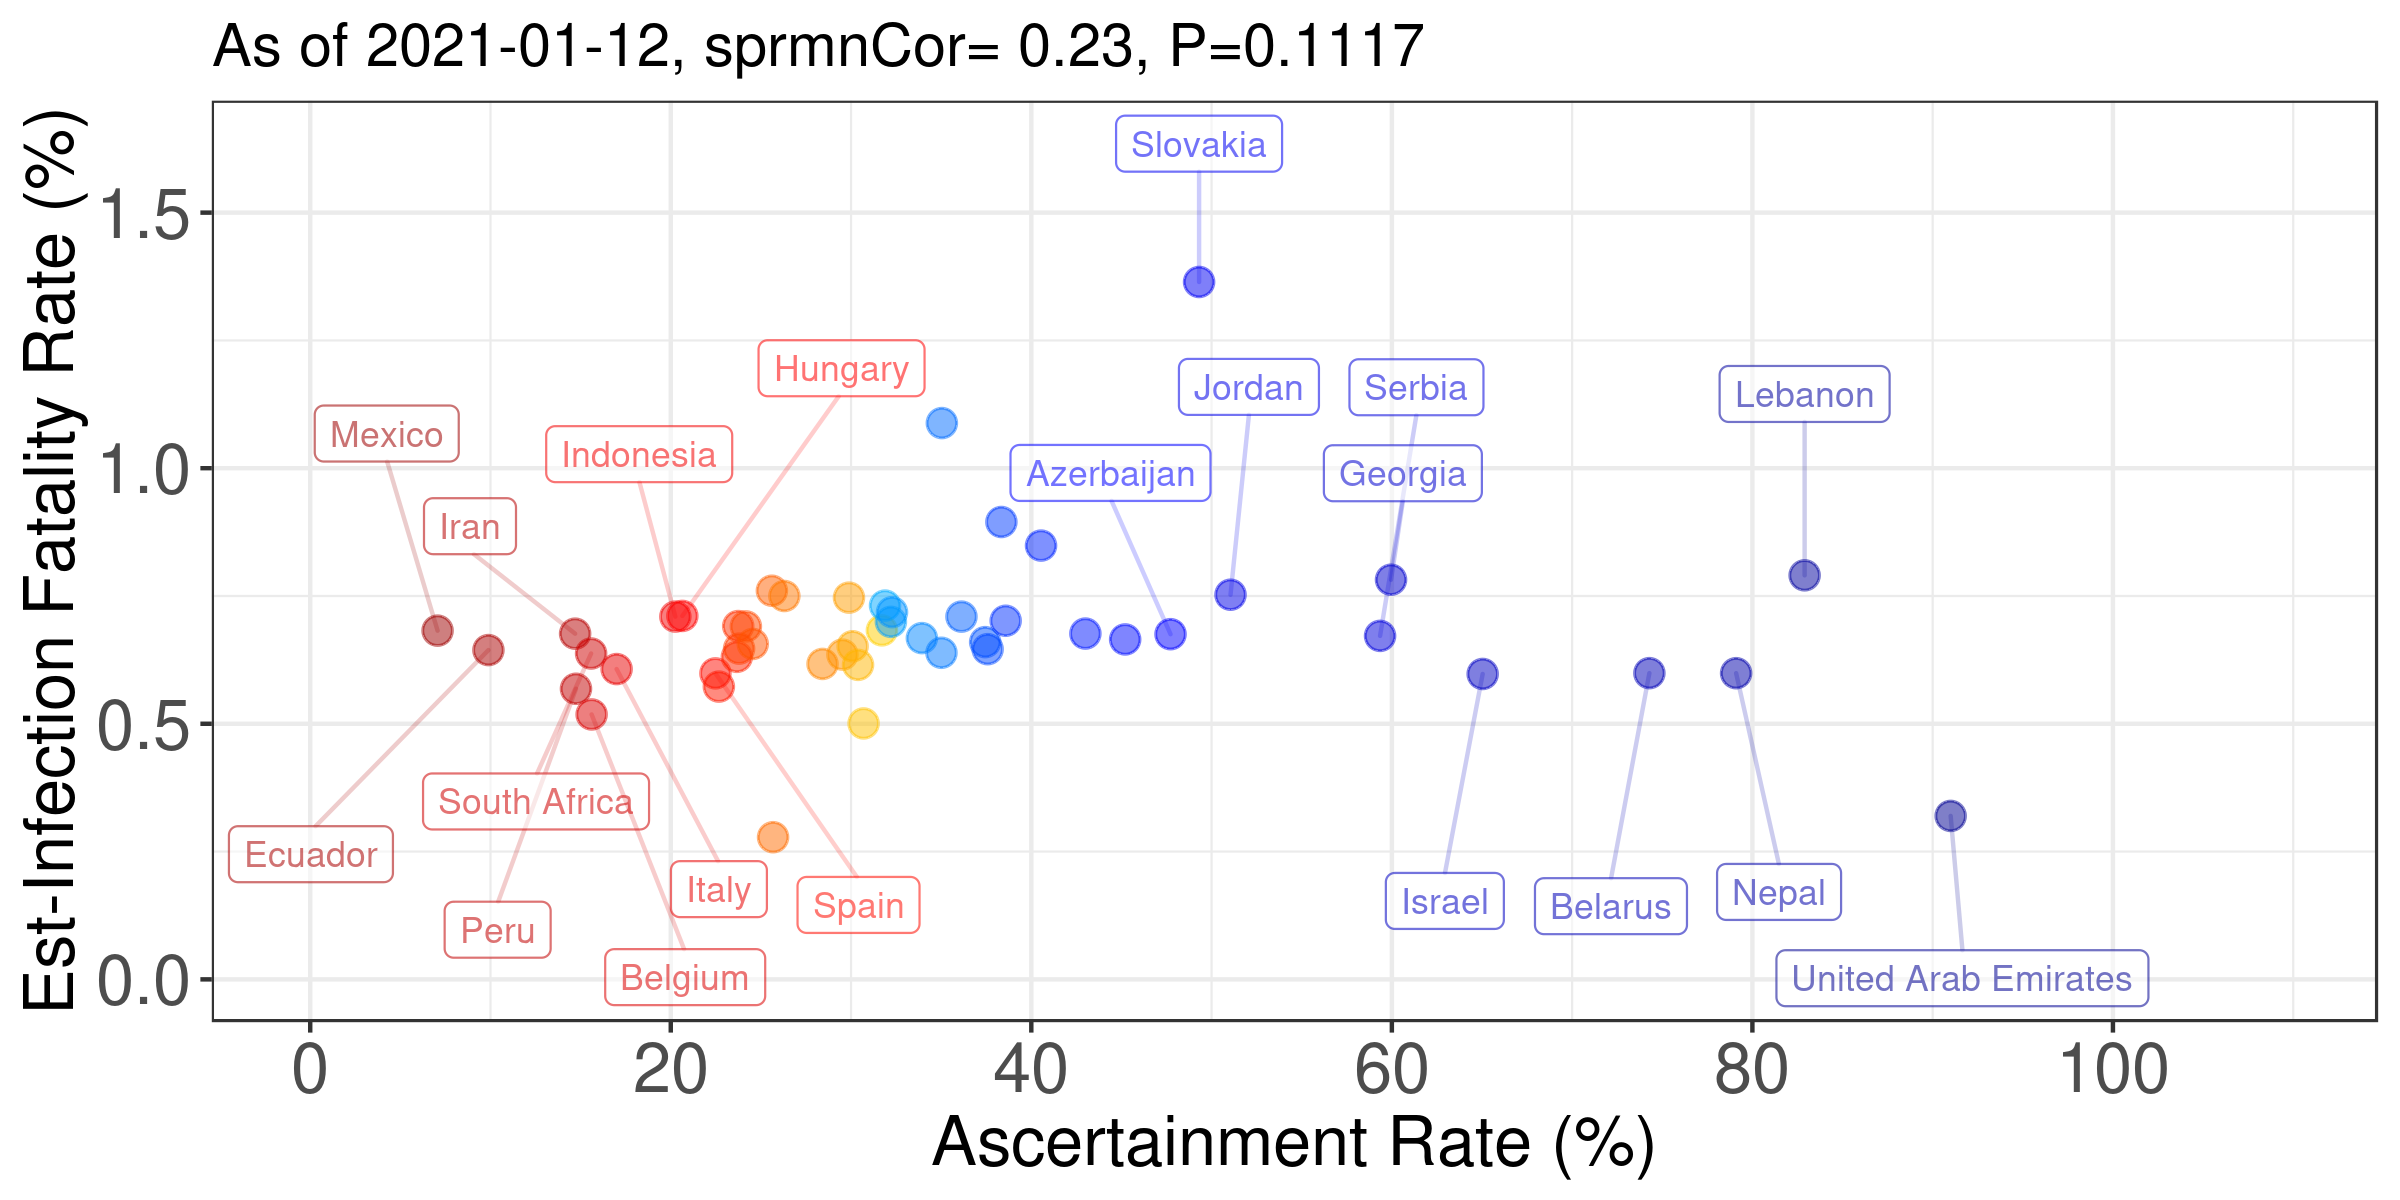 As of 2021-01-12, sprmnCor= 0.23, P=0.1117
Est-Infection Fatality Rate (%)
1.5
1.0
0.5
0.0
Slovakia
Hungary
Jordan
Serbia
Lebanon
Mexico
Indonesia
Azerbaijan
Georgia
Iran
South Africa
Ecuador
Italy
Spain
Israel
Belarus
Nepal
Peru
Belgium
United Arab Emirates
0 20 40 60 80 100
Ascertainment Rate (%)